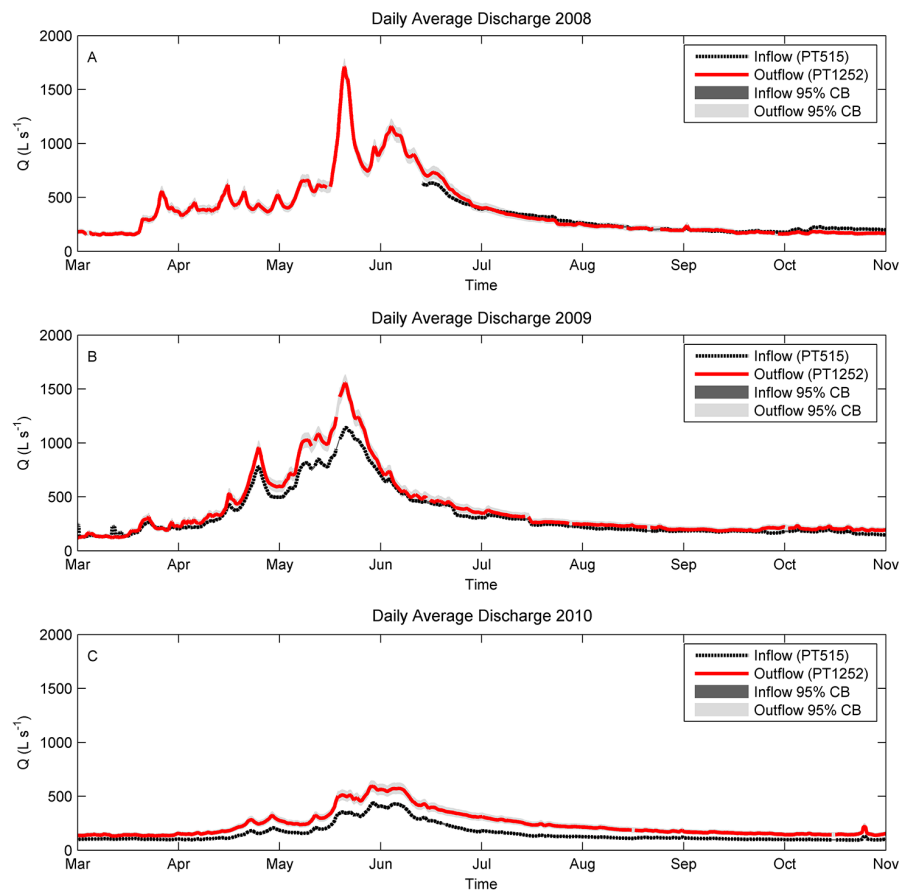 Daily Average Discharge 2008
A
Inflow (PT515)
Outflow (PT1252)
Inflow 95% CB
Outflow 95% CB
2000
1500
1000
500
0
Q (L s⁻¹)
Mar Apr May Jun Jul Aug Sep Oct Nov
Time
Daily Average Discharge 2009
B
Inflow (PT515)
Outflow (PT1252)
Inflow 95% CB
Outflow 95% CB
2000
1500
1000
500
0
Q (L s⁻¹)
Mar Apr May Jun Jul Aug Sep Oct Nov
Time
Daily Average Discharge 2010
C
Inflow (PT515)
Outflow (PT1252)
Inflow 95% CB
Outflow 95% CB
2000
1500
1000
500
0
Q (L s⁻¹)
Mar Apr May Jun Jul Aug Sep Oct Nov
Time